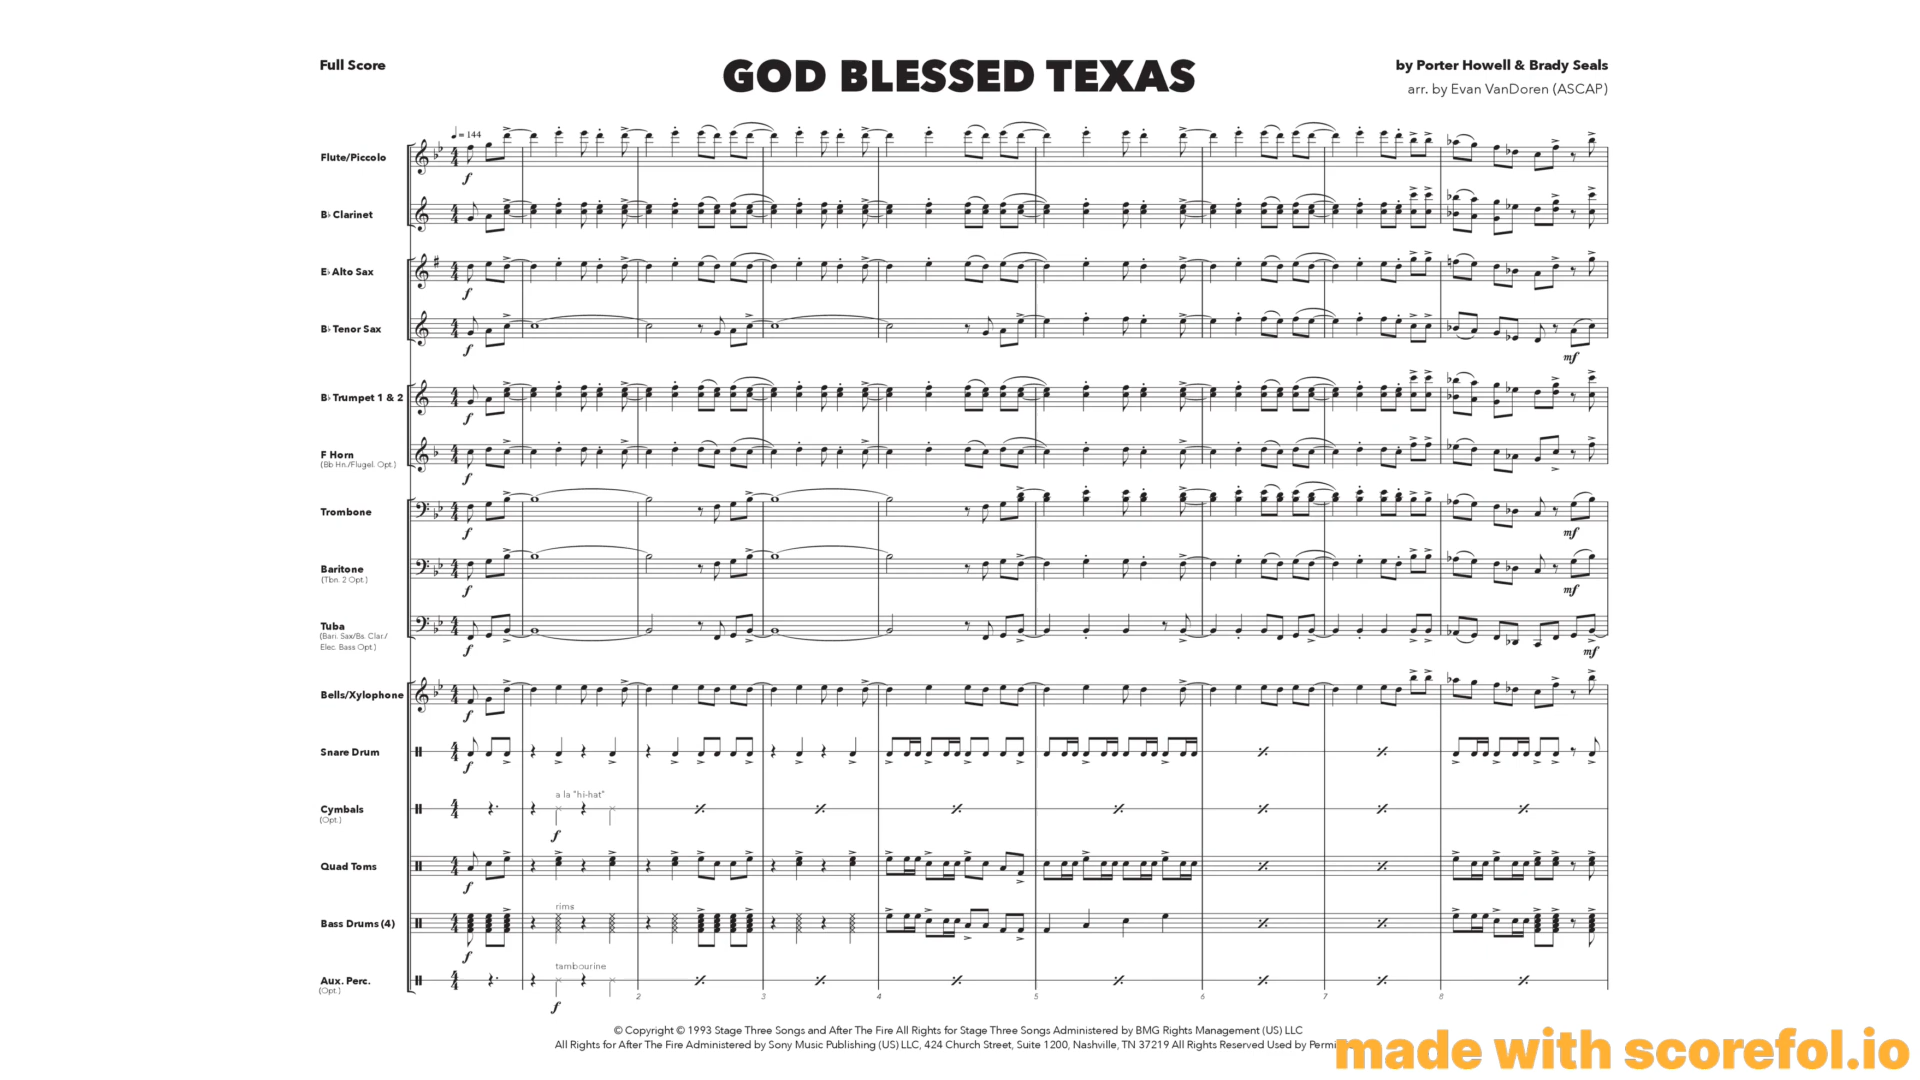 Full Score
GOD BLESSED TEXAS
by Porter Howell & Brady Seals
arr. by Evan VanDoren (ASCAP)
♩ = 144
Flute/Piccolo
f
B♭ Clarinet
E♭ Alto Sax
f
B♭ Tenor Sax
f
mf
B♭ Trumpet 1 & 2
f
F Horn
(Bb Hn./Flugel. Opt.)
f
Trombone
f
mf
Baritone
(Tbn. 2 Opt.)
f
mf
Tuba
(Bari. Sax/Bs. Clar./
Elec. Bass Opt.)
f
mf
Bells/Xylophone
f
Snare Drum
f
a la "hi-hat"
Cymbals
(Opt.)
f
Quad Toms
f
rims
Bass Drums (4)
f
tambourine
Aux. Perc.
(Opt.)
f
2 3 4 5 6 7 8
© Copyright © 1993 Stage Three Songs and After The Fire All Rights for Stage Three Songs Administered by BMG Rights Management (US) LLC
All Rights for After The Fire Administered by Sony Music Publishing (US) LLC, 424 Church Street, Suite 1200, Nashville, TN 37219 All Rights Reserved Used by
made with scorefol.io